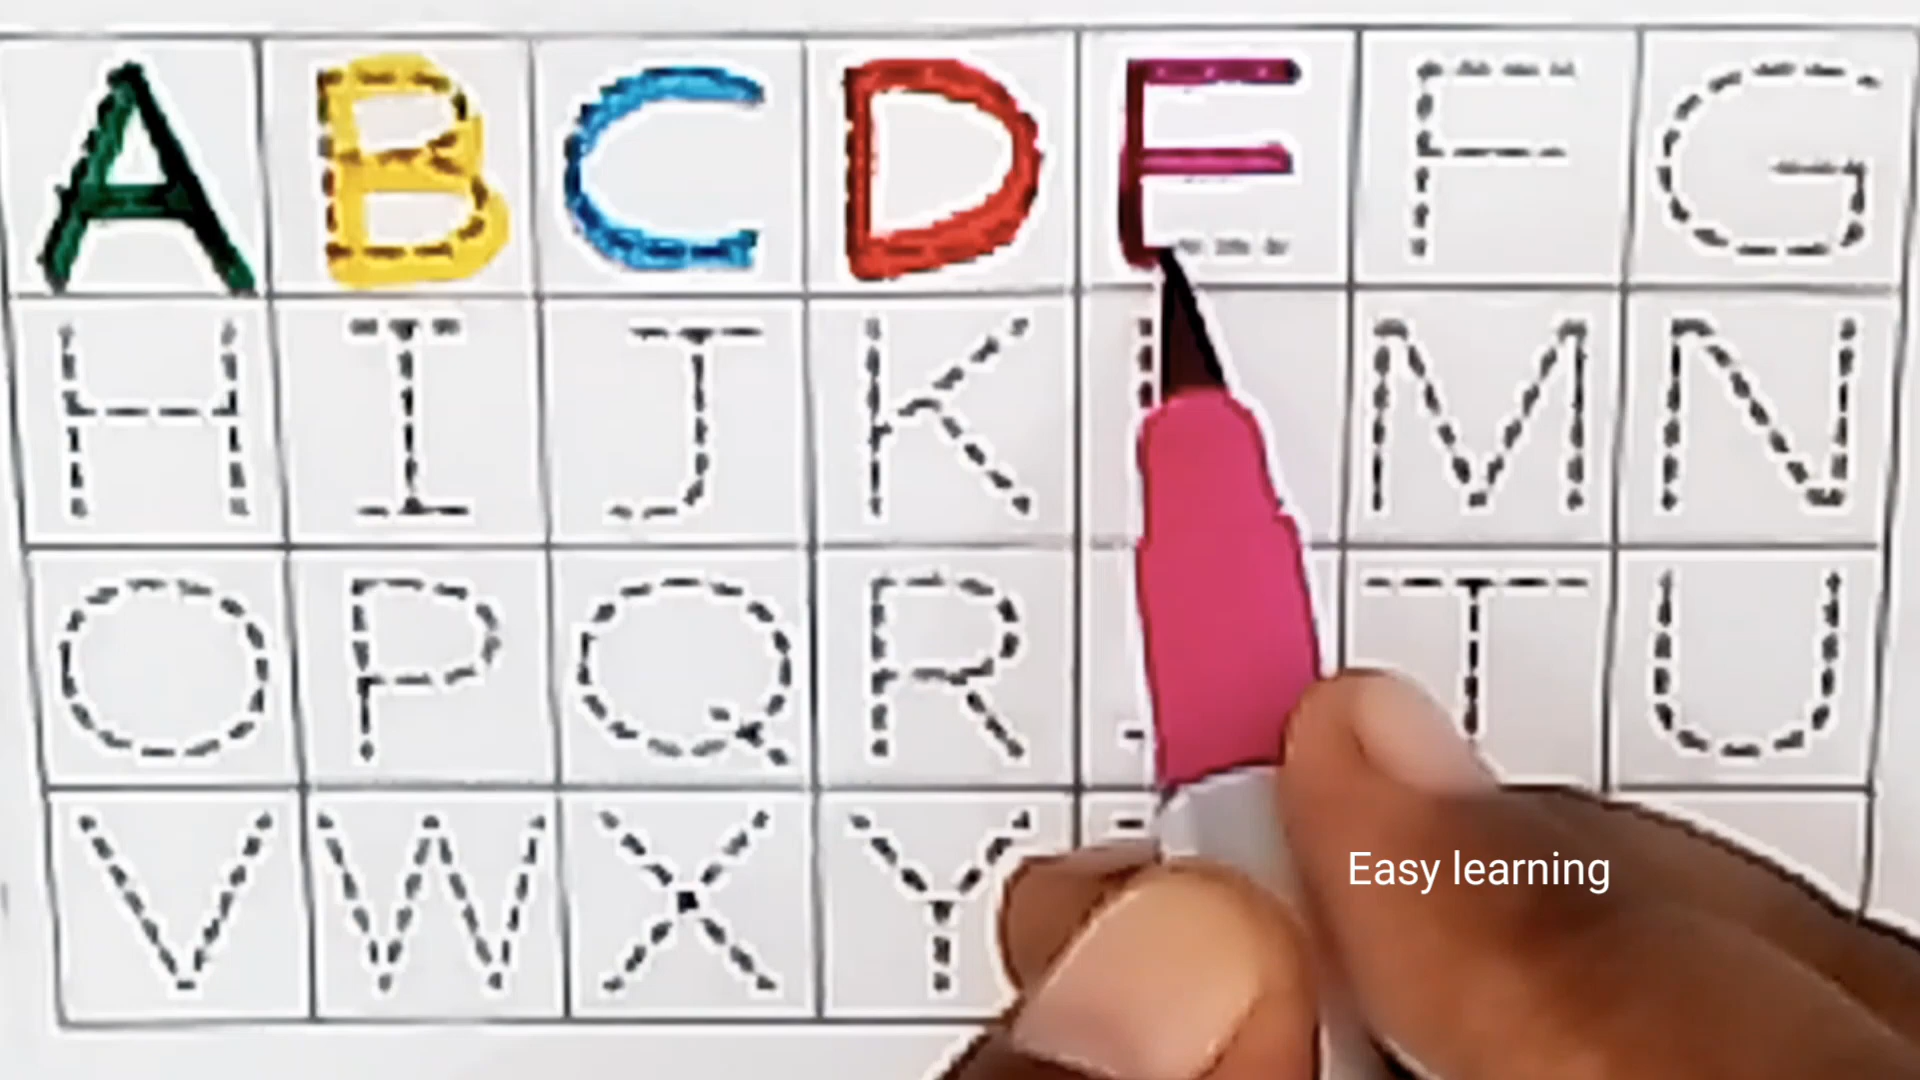 A B C D E F G
H I J K M N
O P Q R T U
V W X Y
Easy learning